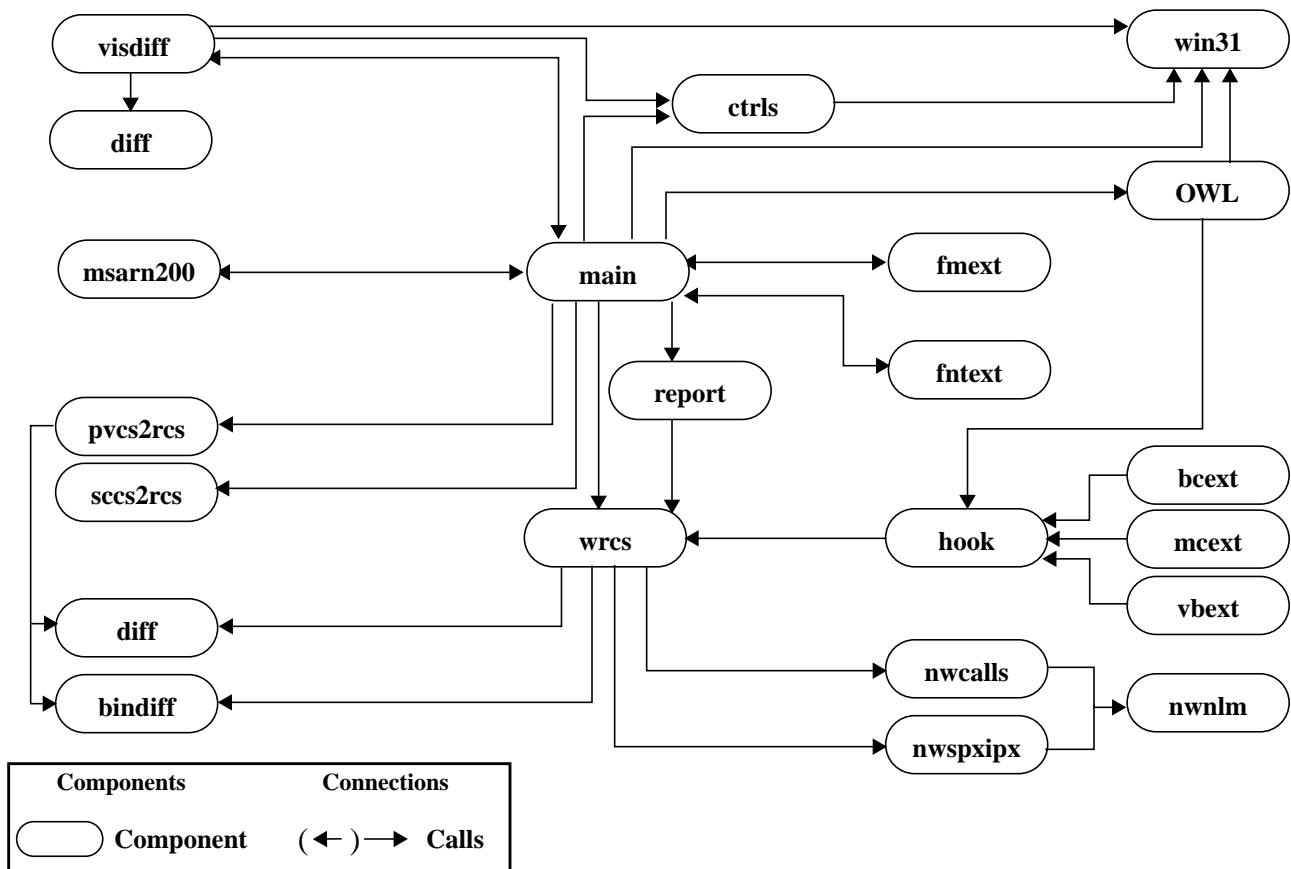 visdiff
win31
ctrls
diff
OWL
msarn200
main
fmext
fntext
report
pvcs2rcs
sccs2rcs
bcext
wrcs
hook
mcext
vbext
diff
nwcalls
bindiff
nwnlm
nwspxipx
Components
Connections
Component
( ) Calls